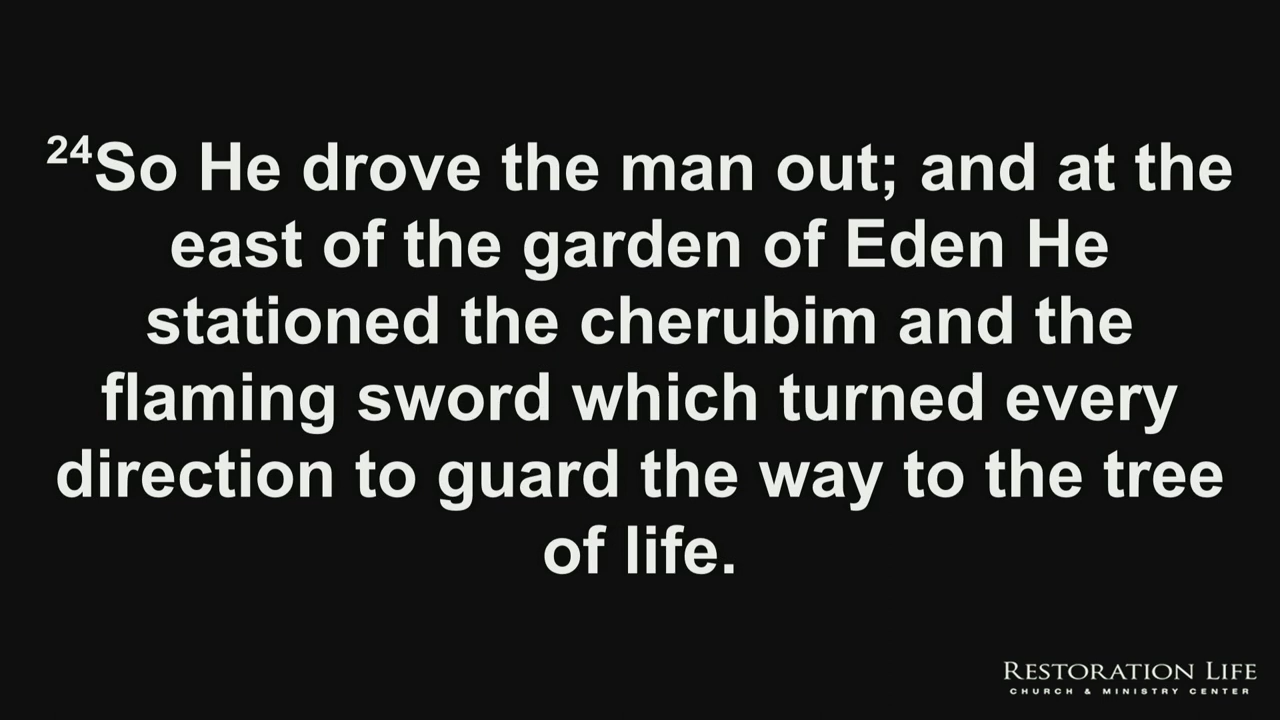 24So He drove the man out; and at the
east of the garden of Eden He
stationed the cherubim and the
flaming sword which turned every
direction to guard the way to the tree
of life.
RESTORATION LIFE
CHURCH & MINISTRY CENTER